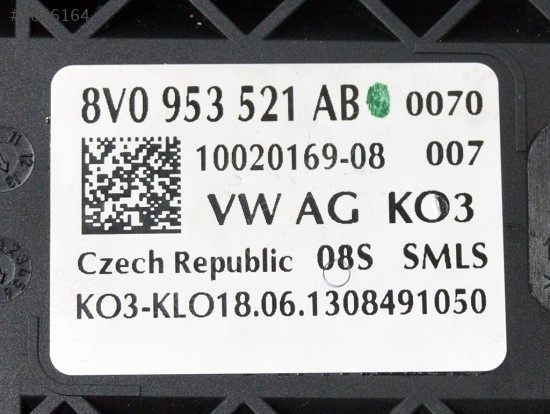 8V0 953 521 AB 0070
10020169-08 007
VW AG KO3
Czech Republic 08S SMLS
KO3-KLO18.06.1308491050